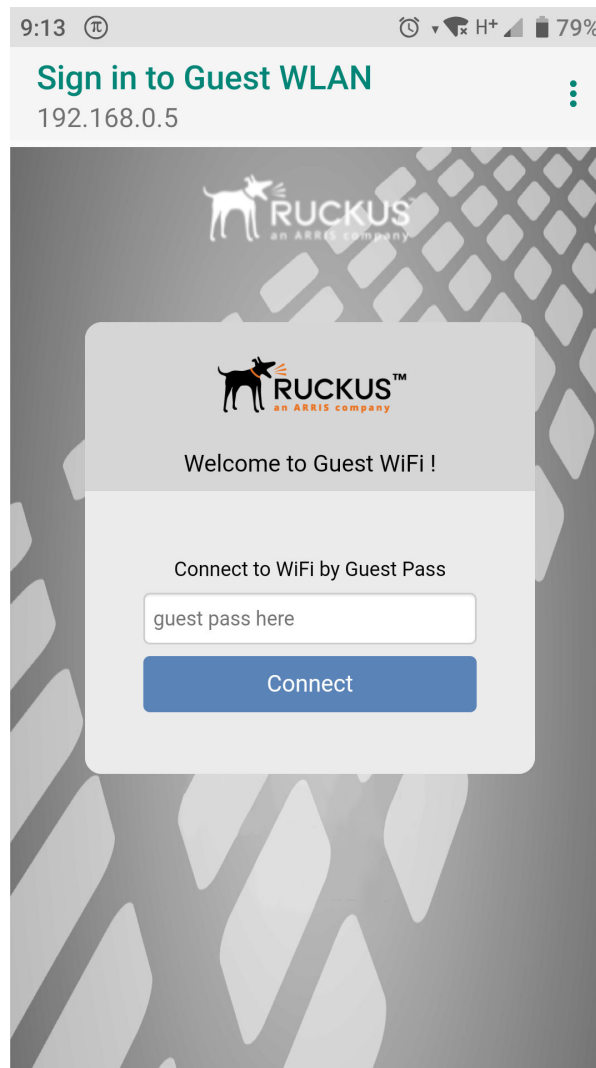 9:13 π H+ 79%
Sign in to Guest WLAN
192.168.0.5
RUCKUS
an ARRIS company
RUCKUS™
an ARRIS company
Welcome to Guest WiFi !
Connect to WiFi by Guest Pass
guest pass here
Connect